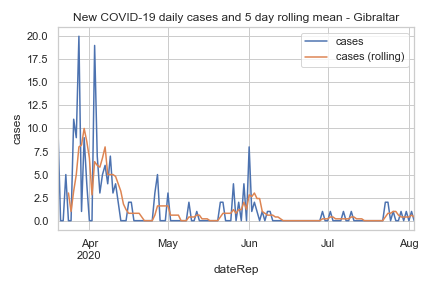 New COVID-19 daily cases and 5 day rolling mean - Gibraltar
cases
cases (rolling)
20.0
17.5
15.0
12.5
10.0
7.5
5.0
2.5
0.0
cases
Apr
2020
May
Jun
Jul
Aug
dateRep